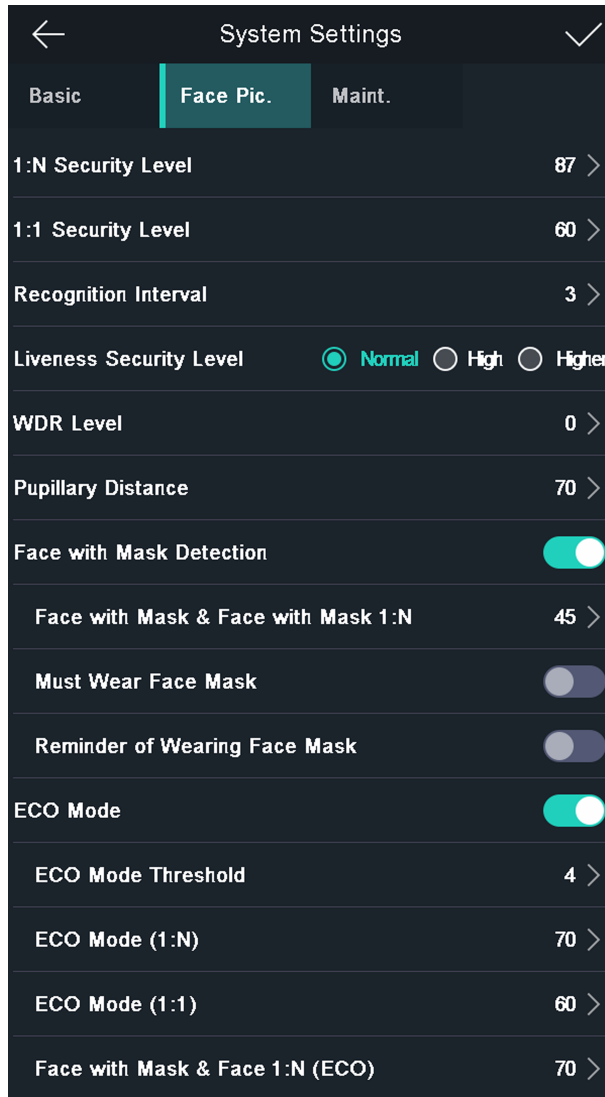 System Settings
Basic Face Pic. Maint.
1:N Security Level 87
1:1 Security Level 60
Recognition Interval 3
Liveness Security Level Normal High Higher
WDR Level 0
Pupillary Distance 70
Face with Mask Detection
Face with Mask & Face with Mask 1:N 45
Must Wear Face Mask
Reminder of Wearing Face Mask
ECO Mode
ECO Mode Threshold 4
ECO Mode (1:N) 70
ECO Mode (1:1) 60
Face with Mask & Face 1:N (ECO) 70